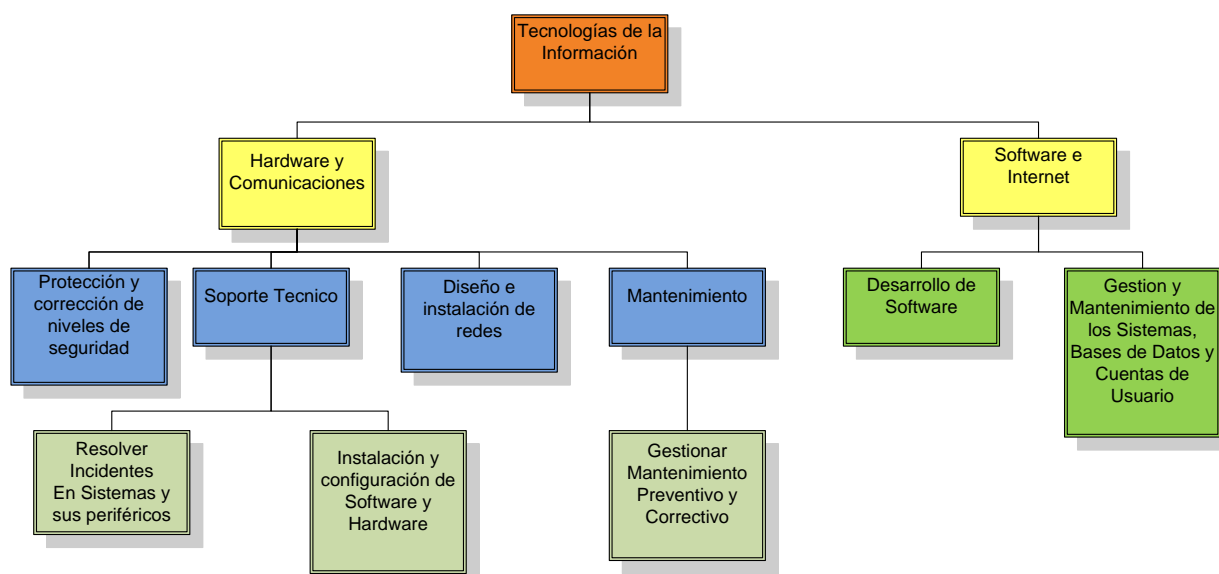 Tecnologías de la
Información
Hardware y
Comunicaciones
Software e
Internet
Protección y
corrección de
niveles de
seguridad
Soporte Tecnico
Diseño e
instalación de
redes
Mantenimiento
Desarrollo de
Software
Gestion y
Mantenimiento de
los Sistemas,
Bases de Datos y
Cuentas de
Usuario
Resolver
Incidentes
En Sistemas y
sus periféricos
Instalación y
configuración de
Software y
Hardware
Gestionar
Mantenimiento
Preventivo y
Correctivo